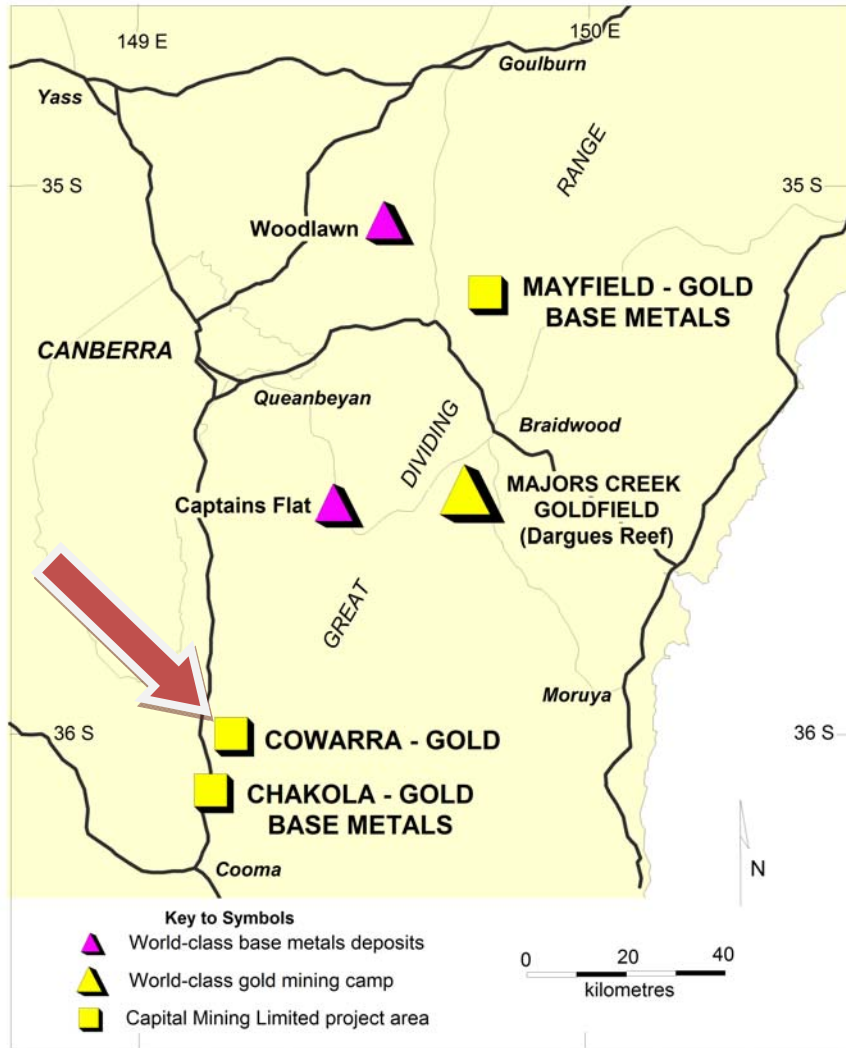 149 E
150 E
Goulburn
Yass
RANGE
35 S
35 S
Woodlawn
MAYFIELD - GOLD
BASE METALS
CANBERRA
Queanbeyan
DIVIDING
Braidwood
Captains Flat
MAJORS CREEK
GOLDFIELD
(Dargues Reef)
GREAT
Moruya
36 S
36 S
COWARRA - GOLD
CHAKOLA - GOLD
BASE METALS
Cooma
N
Key to Symbols
World-class base metals deposits
World-class gold mining camp
Capital Mining Limited project area
0 20 40
kilometres